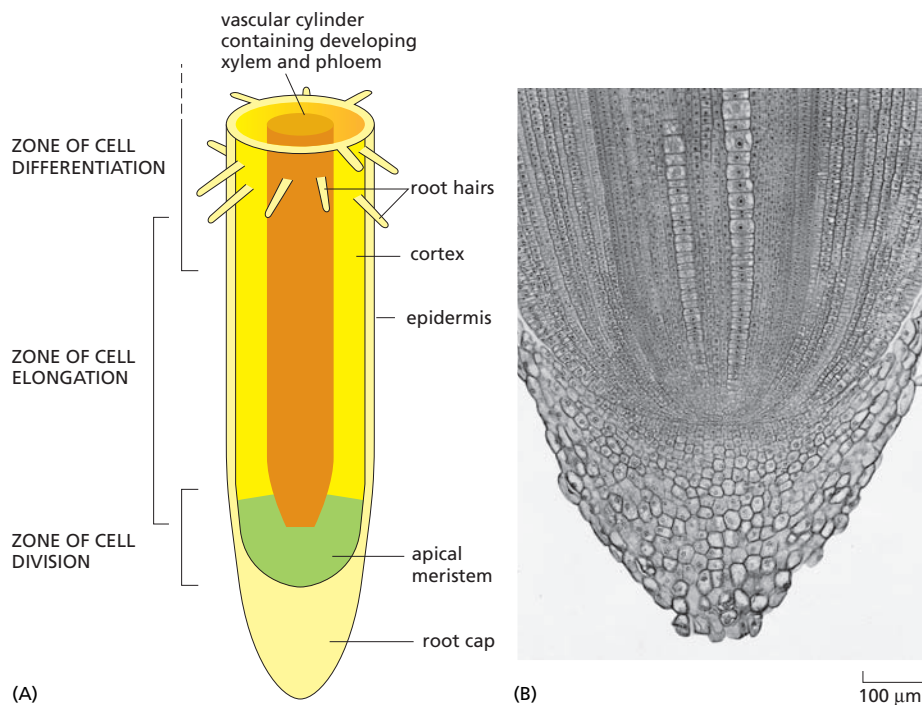 vascular cylinder
containing developing
xylem and phloem
ZONE OF CELL
DIFFERENTIATION
root hairs
cortex
epidermis
ZONE OF CELL
ELONGATION
ZONE OF CELL
DIVISION
apical
meristem
root cap
(A)
(B)
100 µm